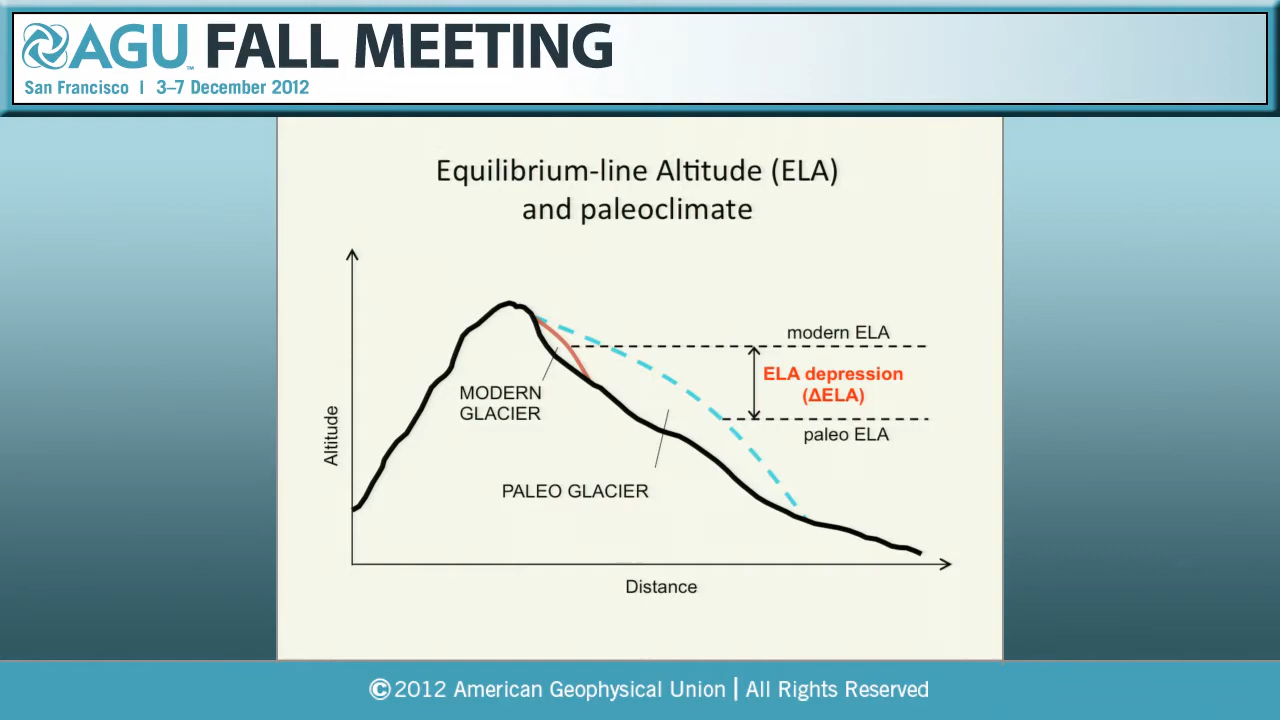 AGU™ FALL MEETING
San Francisco | 3–7 December 2012
Equilibrium-line Altitude (ELA)
and paleoclimate
modern ELA
ELA depression
(ΔELA)
paleo ELA
MODERN
GLACIER
PALEO GLACIER
Altitude
Distance
©2012 American Geophysical Union | All Rights Reserved